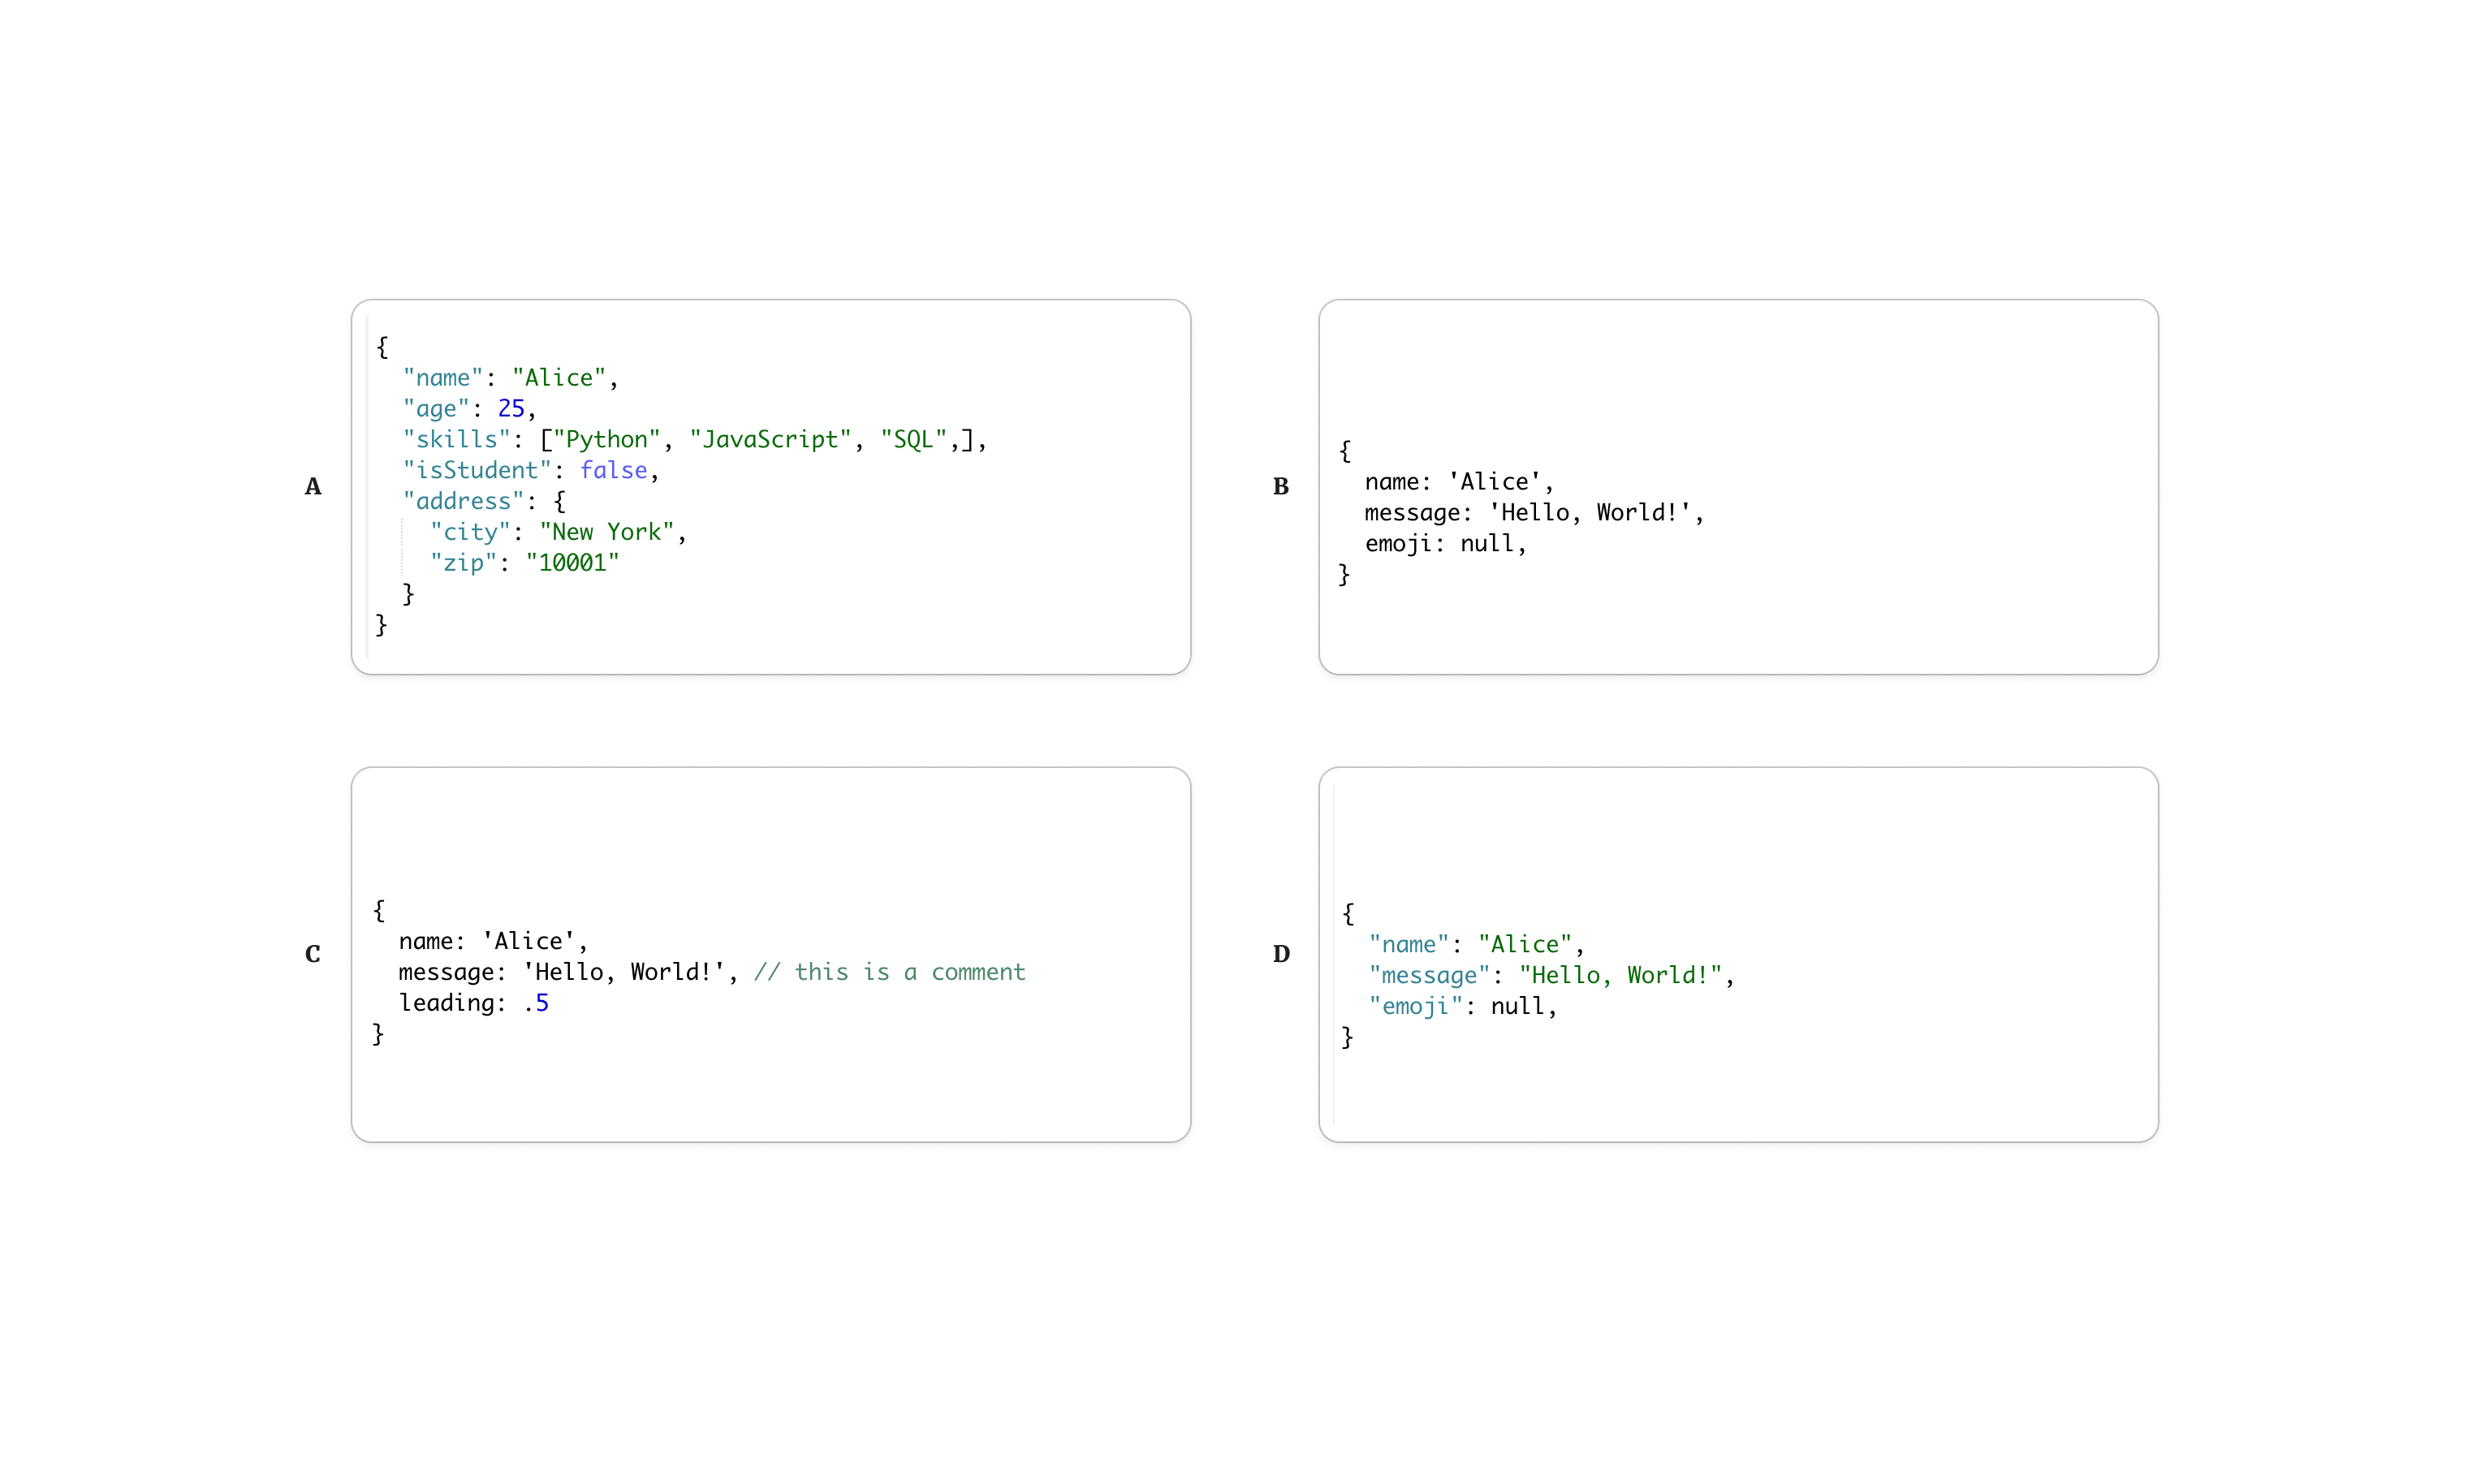 A
{
  "name": "Alice",
  "age": 25,
  "skills": ["Python", "JavaScript", "SQL",],
  "isStudent": false,
  "address": {
    "city": "New York",
    "zip": "10001"
  }
}
B
{
  name: 'Alice',
  message: 'Hello, World!',
  emoji: null,
}
C
{
  name: 'Alice',
  message: 'Hello, World!', // this is a comment
  leading: .5
}
D
{
  "name": "Alice",
  "message": "Hello, World!",
  "emoji": null,
}